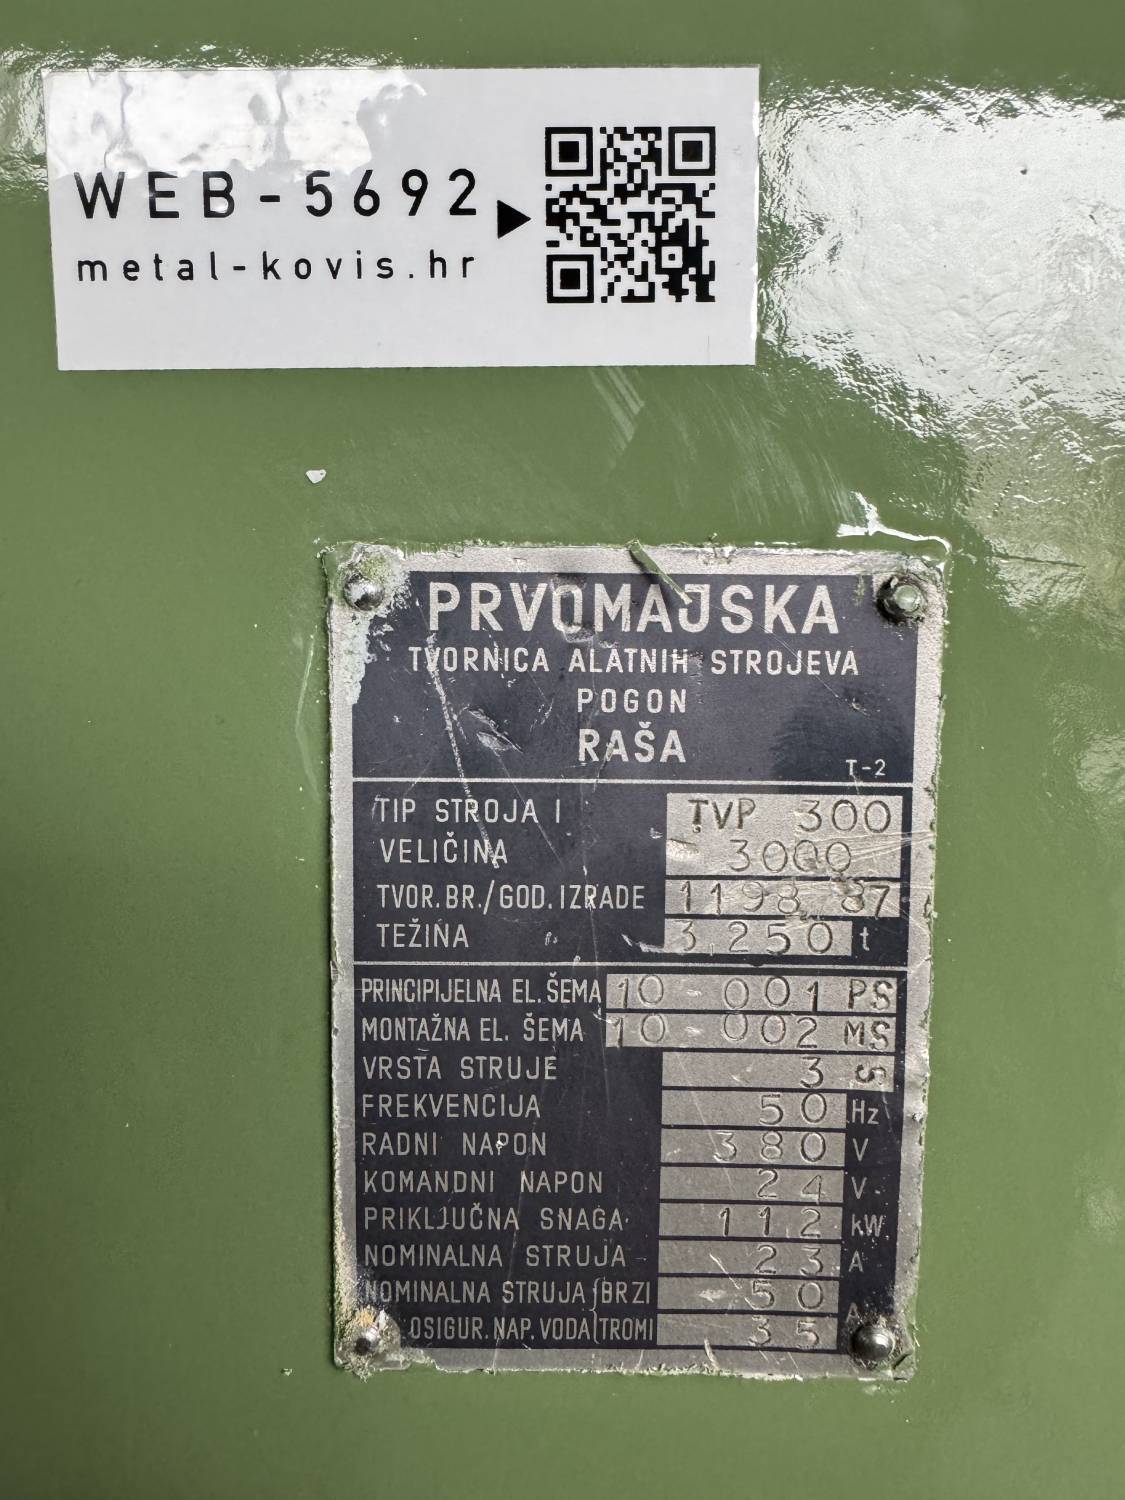 WEB-5692
metal-kovis.hr
PRVOMAJSKA
TVORNICA ALATNIH STROJEVA
POGON
RAŠA
T-2
TIP STROJA I TVP 300
VELIČINA 3000
TVOR.BR./GOD.IZRADE 1198 87
TEŽINA 3,250 t
PRINCIPIJELNA EL.ŠEMA 10-001 PS
MONTAŽNA EL. ŠEMA 10-002 MS
VRSTA STRUJE 3 S
FREKVENCIJA 50 Hz
RADNI NAPON 380 V
KOMANDNI NAPON 24 V
PRIKLJUČNA SNAGA 112 kW
NOMINALNA STRUJA 23 A
NOMINALNA STRUJA BRZI 50 A
OSIGUR. NAP. VODA TROMI 35